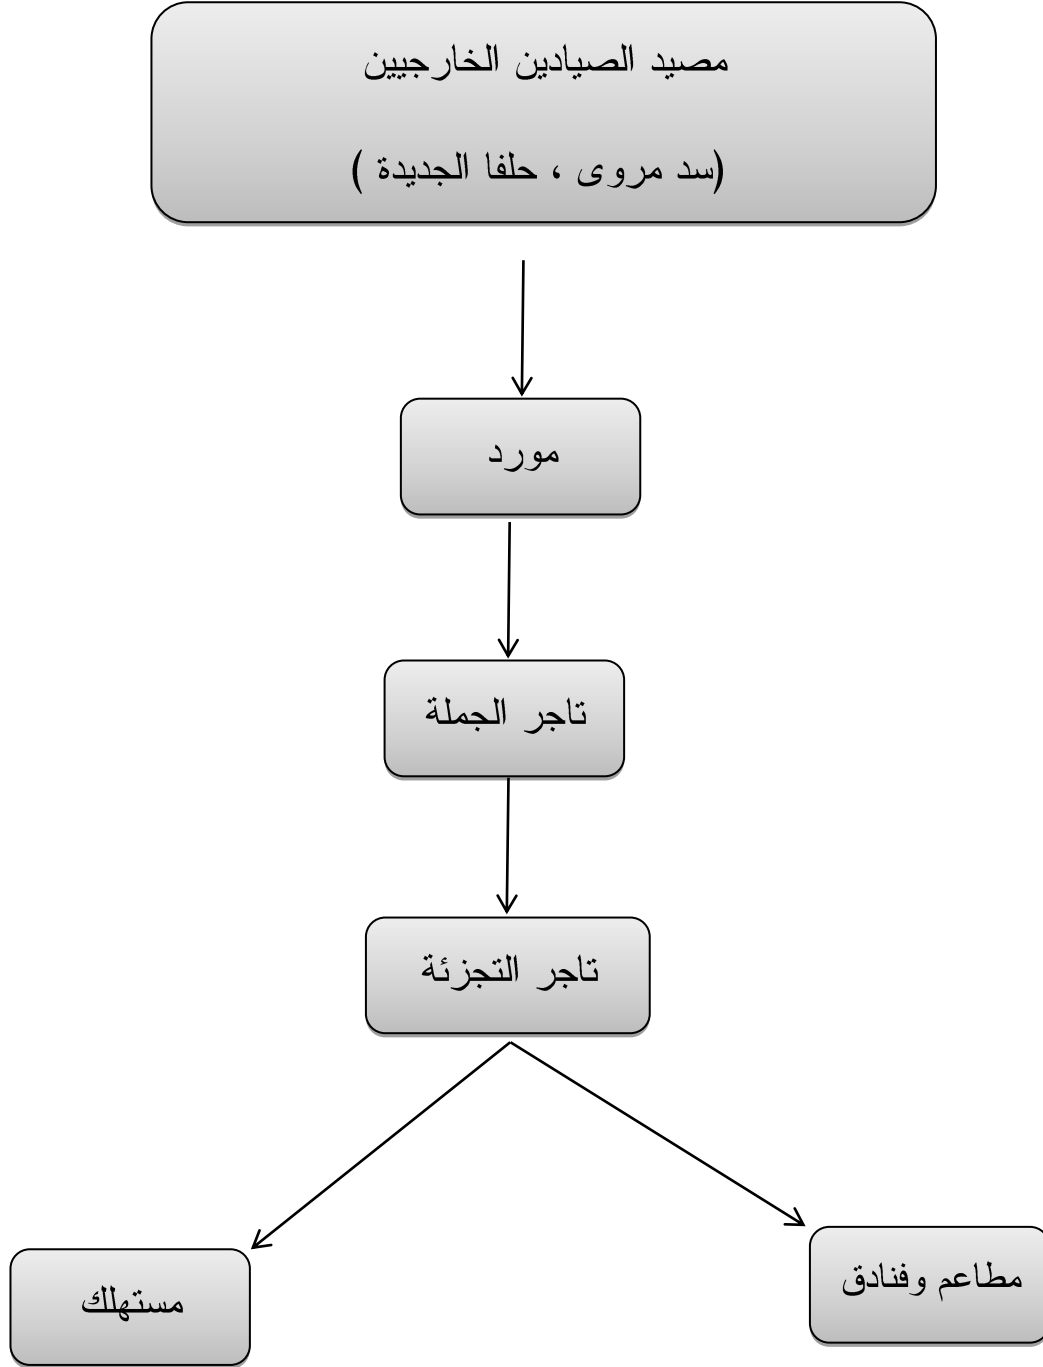 مصيد الصيادين الخارجيين
(سد مروى ، حلفا الجديدة )
مورد
تاجر الجملة
تاجر التجزئة
مطاعم وفنادق
مستهلك